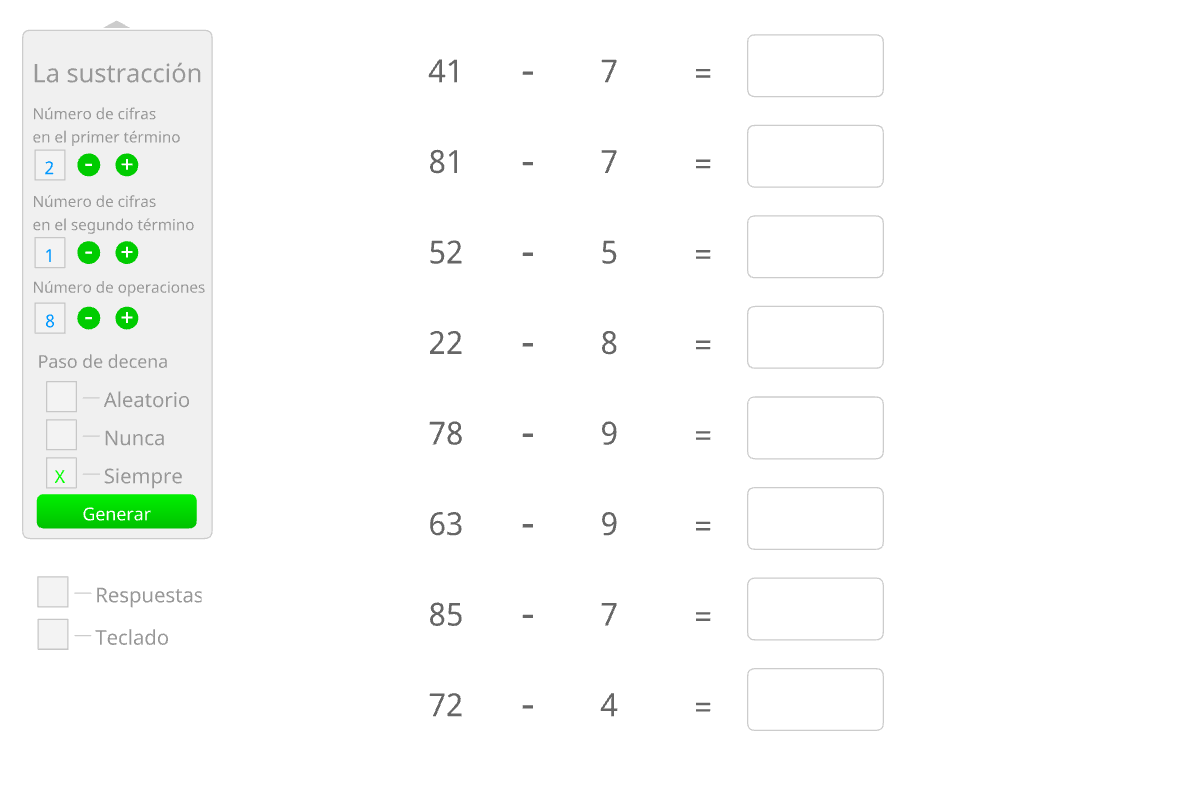 La sustracción
Número de cifras
en el primer término
2 - +
Número de cifras
en el segundo término
1 - +
Número de operaciones
8 - +
Paso de decena
Aleatorio
Nunca
X Siempre
Generar
Respuestas
Teclado
41 - 7 =
81 - 7 =
52 - 5 =
22 - 8 =
78 - 9 =
63 - 9 =
85 - 7 =
72 - 4 =